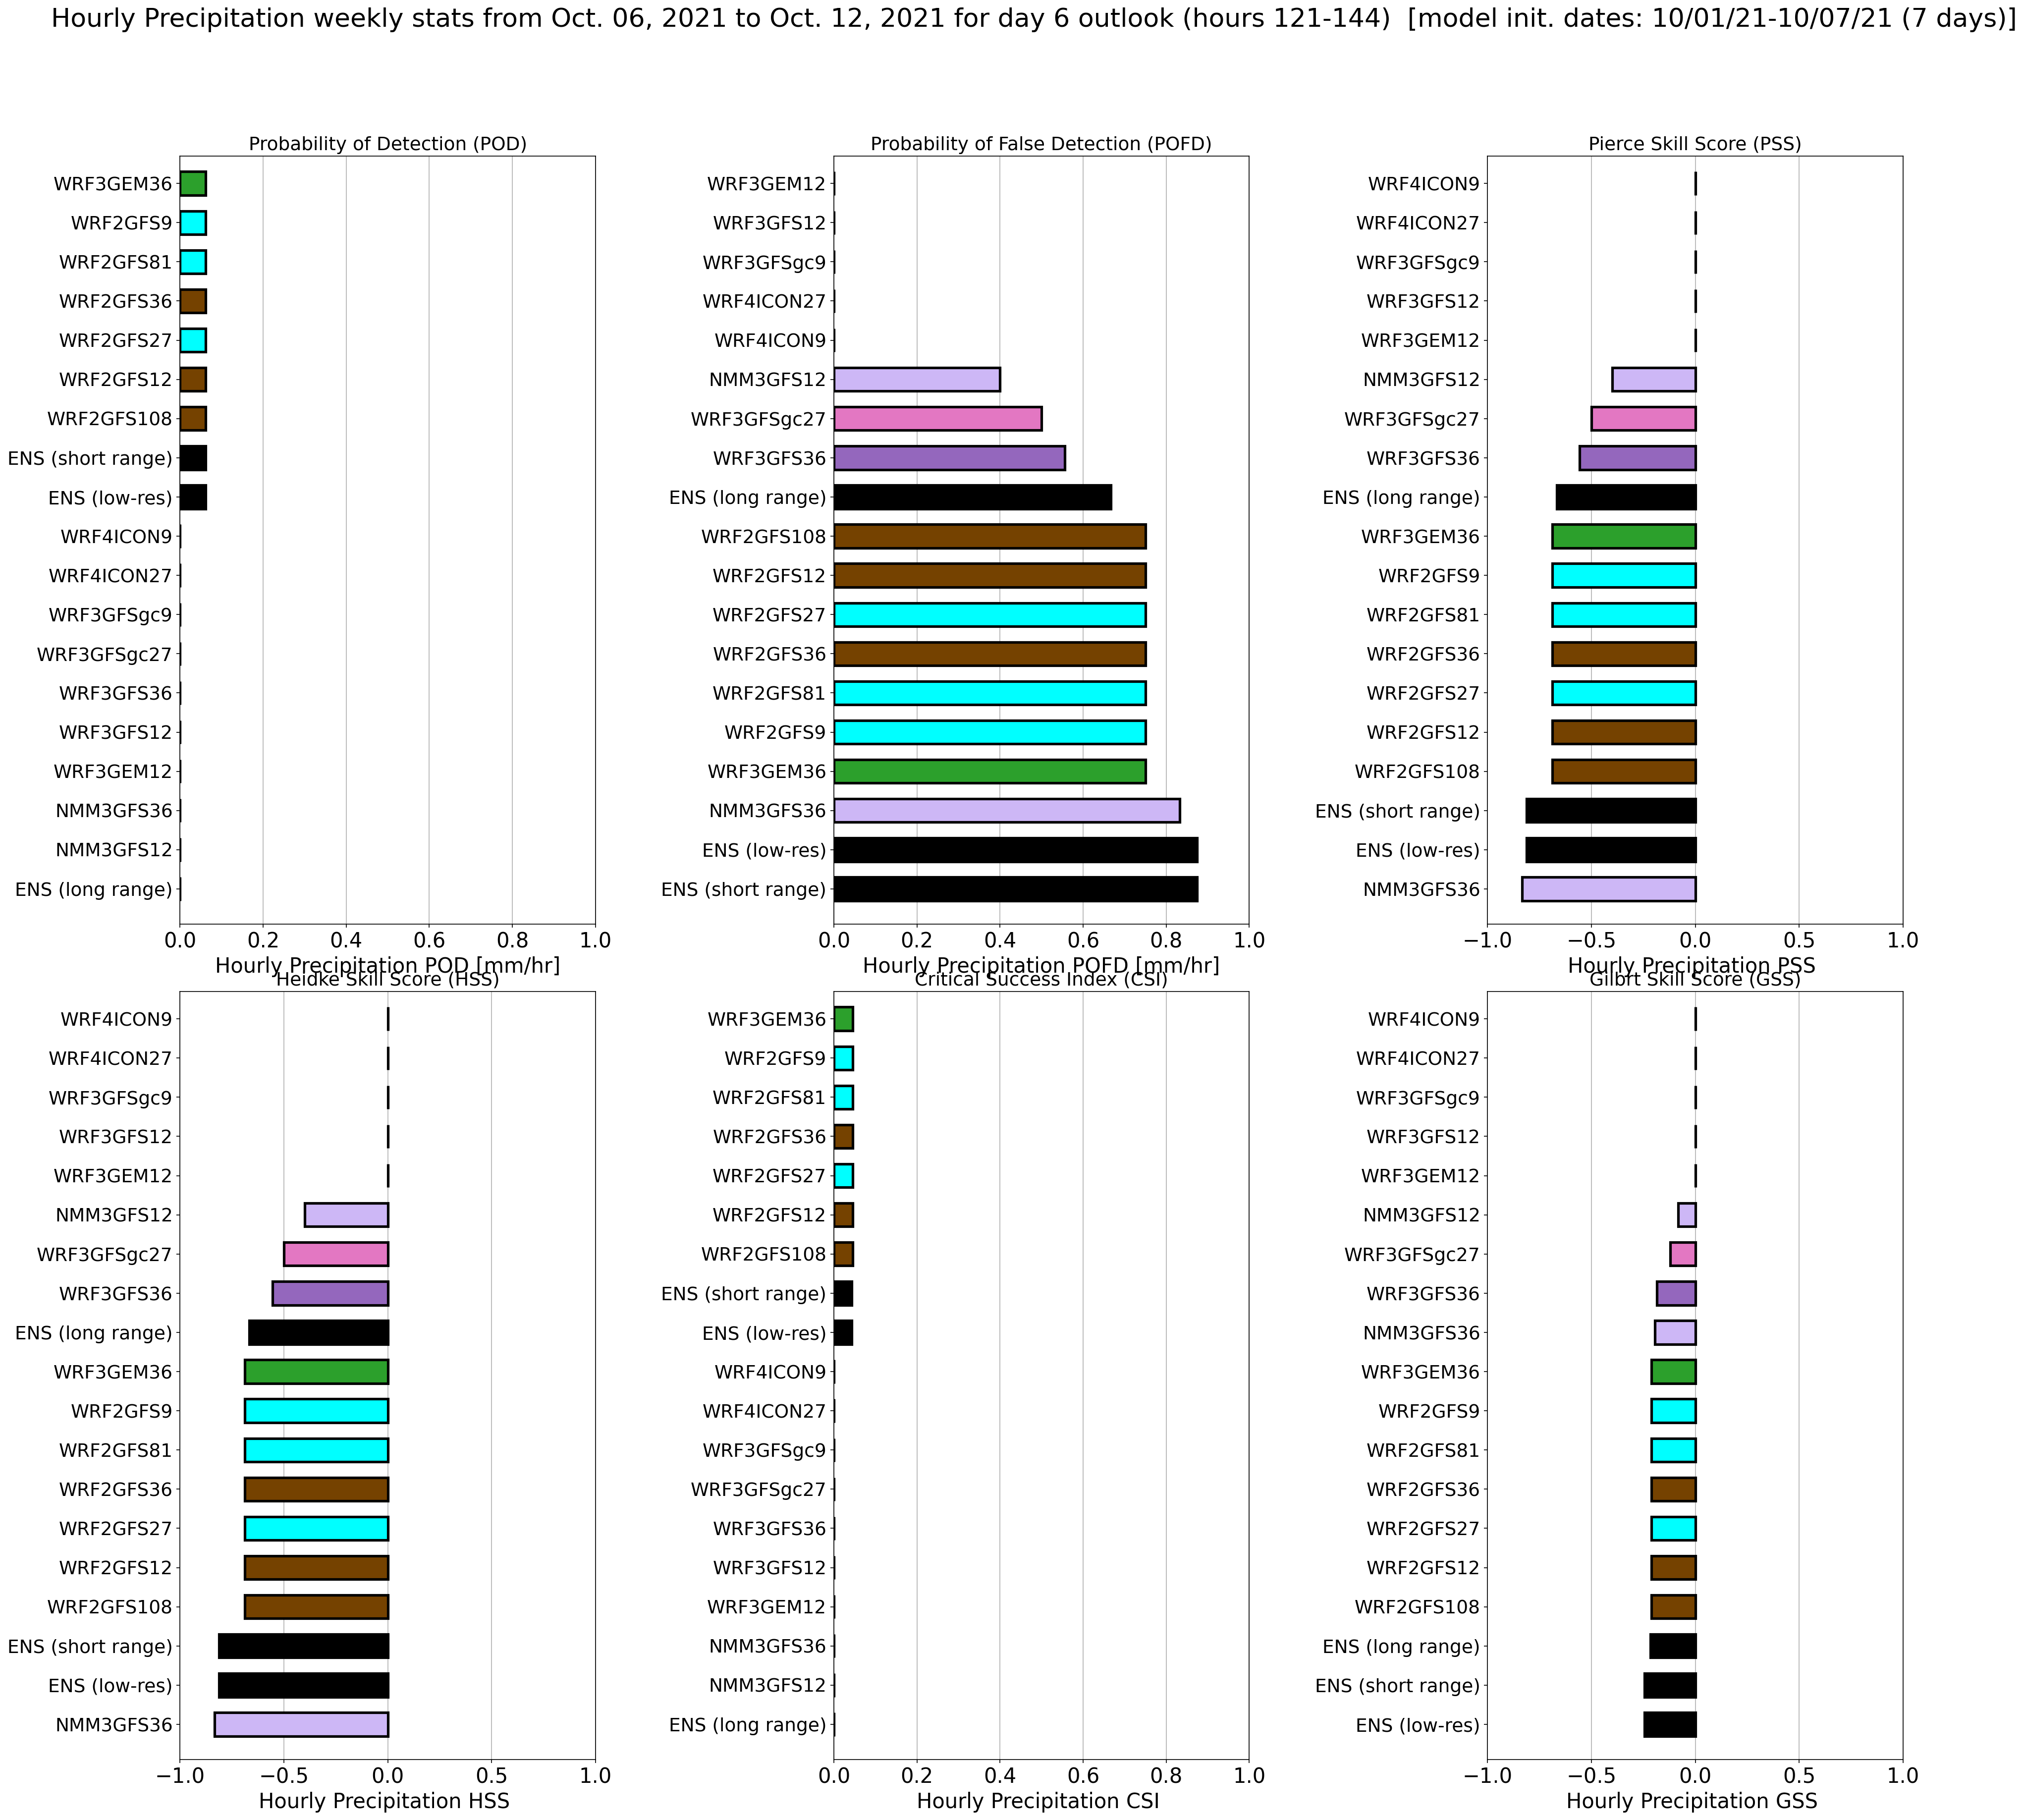 Hourly Precipitation weekly stats from Oct. 06, 2021 to Oct. 12, 2021 for day 6 outlook (hours 121-144)  [model init. dates: 10/01/21-10/07/21 (7 days)]
Probability of Detection (POD)
WRF3GEM36
WRF2GFS9
WRF2GFS81
WRF2GFS36
WRF2GFS27
WRF2GFS12
WRF2GFS108
ENS (short range)
ENS (low-res)
WRF4ICON9
WRF4ICON27
WRF3GFSgc9
WRF3GFSgc27
WRF3GFS36
WRF3GFS12
WRF3GEM12
NMM3GFS36
NMM3GFS12
ENS (long range)
0.0 0.2 0.4 0.6 0.8 1.0
Hourly Precipitation POD [mm/hr]
Probability of False Detection (POFD)
WRF3GEM12
WRF3GFS12
WRF3GFSgc9
WRF4ICON27
WRF4ICON9
NMM3GFS12
WRF3GFSgc27
WRF3GFS36
ENS (long range)
WRF2GFS108
WRF2GFS12
WRF2GFS27
WRF2GFS36
WRF2GFS81
WRF2GFS9
WRF3GEM36
NMM3GFS36
ENS (low-res)
ENS (short range)
0.0 0.2 0.4 0.6 0.8 1.0
Hourly Precipitation POFD [mm/hr]
Pierce Skill Score (PSS)
WRF4ICON9
WRF4ICON27
WRF3GFSgc9
WRF3GFS12
WRF3GEM12
NMM3GFS12
WRF3GFSgc27
WRF3GFS36
ENS (long range)
WRF3GEM36
WRF2GFS9
WRF2GFS81
WRF2GFS36
WRF2GFS27
WRF2GFS12
WRF2GFS108
ENS (short range)
ENS (low-res)
NMM3GFS36
−1.0 −0.5 0.0 0.5 1.0
Hourly Precipitation PSS
Heidke Skill Score (HSS)
WRF4ICON9
WRF4ICON27
WRF3GFSgc9
WRF3GFS12
WRF3GEM12
NMM3GFS12
WRF3GFSgc27
WRF3GFS36
ENS (long range)
WRF3GEM36
WRF2GFS9
WRF2GFS81
WRF2GFS36
WRF2GFS27
WRF2GFS12
WRF2GFS108
ENS (short range)
ENS (low-res)
NMM3GFS36
−1.0 −0.5 0.0 0.5 1.0
Hourly Precipitation HSS
Critical Success Index (CSI)
WRF3GEM36
WRF2GFS9
WRF2GFS81
WRF2GFS36
WRF2GFS27
WRF2GFS12
WRF2GFS108
ENS (short range)
ENS (low-res)
WRF4ICON9
WRF4ICON27
WRF3GFSgc9
WRF3GFSgc27
WRF3GFS36
WRF3GFS12
WRF3GEM12
NMM3GFS36
NMM3GFS12
ENS (long range)
0.0 0.2 0.4 0.6 0.8 1.0
Hourly Precipitation CSI
Gilbrt Skill Score (GSS)
WRF4ICON9
WRF4ICON27
WRF3GFSgc9
WRF3GFS12
WRF3GEM12
NMM3GFS12
WRF3GFSgc27
WRF3GFS36
NMM3GFS36
WRF3GEM36
WRF2GFS9
WRF2GFS81
WRF2GFS36
WRF2GFS27
WRF2GFS12
WRF2GFS108
ENS (long range)
ENS (short range)
ENS (low-res)
−1.0 −0.5 0.0 0.5 1.0
Hourly Precipitation GSS